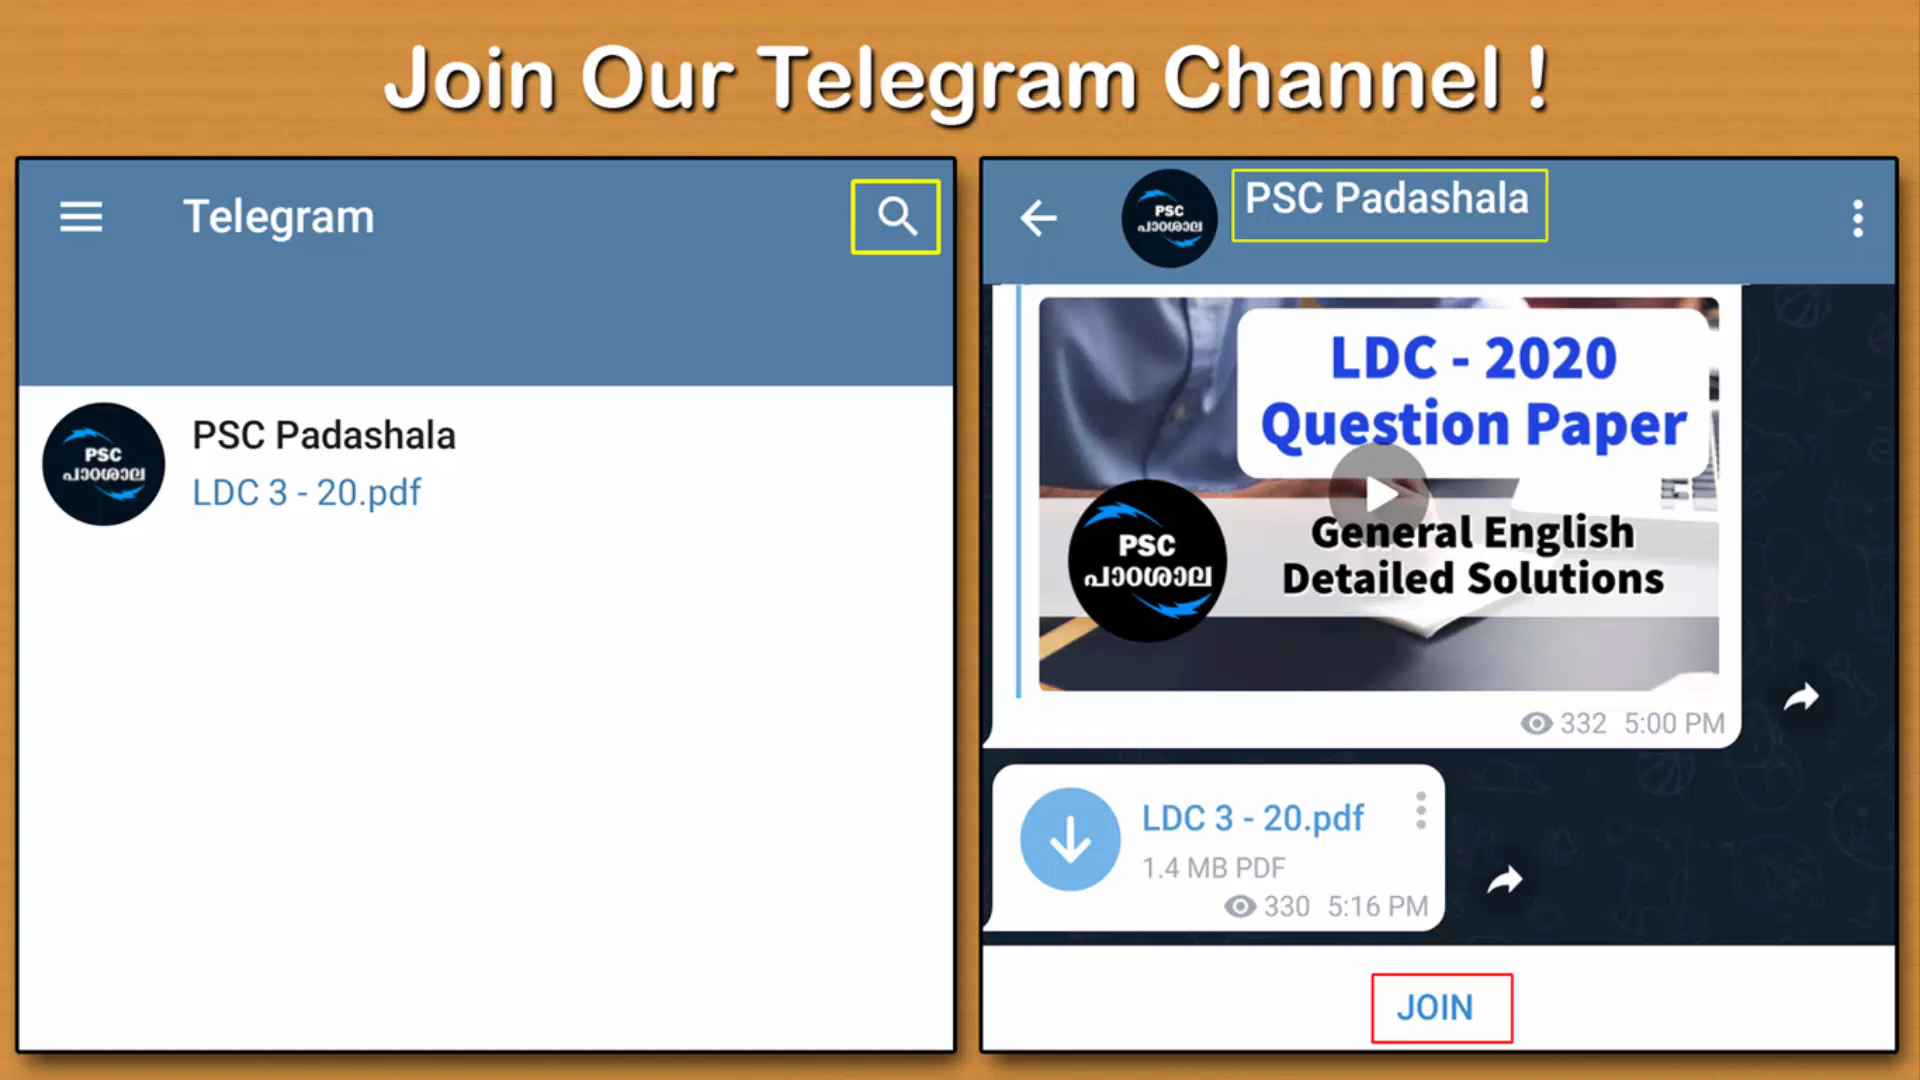 Join Our Telegram Channel !
Telegram
PSC
പാഠശാല
PSC Padashala
LDC 3 - 20.pdf
PSC
പാഠശാല
PSC Padashala
LDC - 2020
Question Paper
PSC
പാഠശാല
General English
Detailed Solutions
332 5:00 PM
LDC 3 - 20.pdf
1.4 MB PDF
330 5:16 PM
JOIN